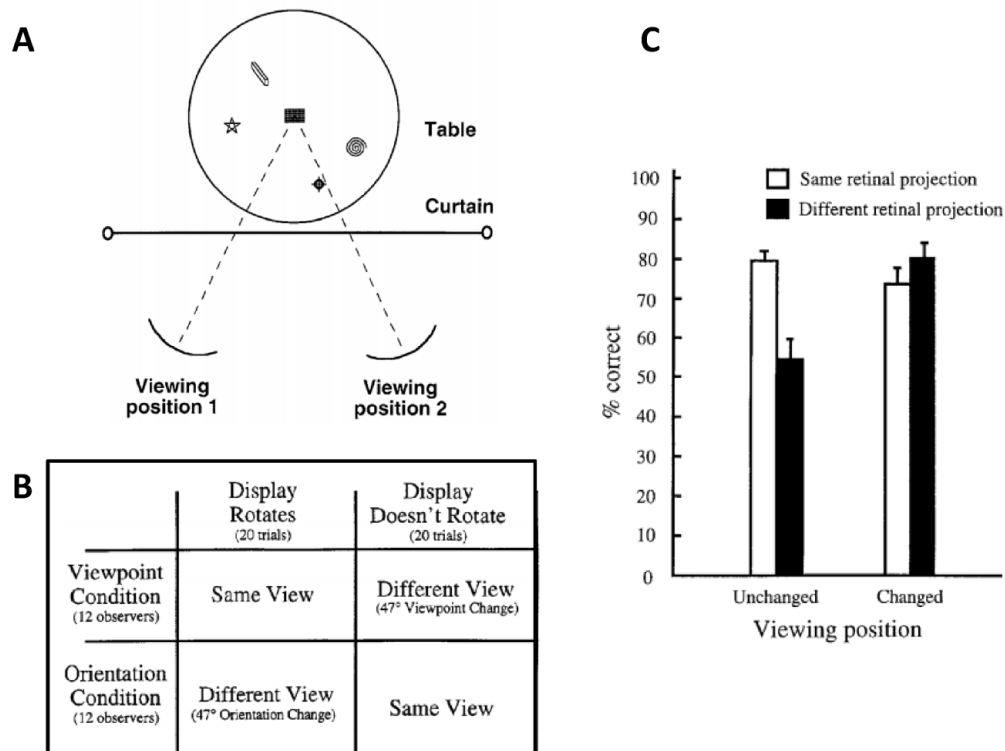 A
Table
Curtain
Viewing
position 1
Viewing
position 2
B
Display
Rotates
(20 trials)
Display
Doesn't Rotate
(20 trials)
Viewpoint
Condition
(12 observers)
Same View
Different View
(47° Viewpoint Change)
Orientation
Condition
(12 observers)
Different View
(47° Orientation Change)
Same View
C
Same retinal projection
Different retinal projection
% correct
100
90
80
70
60
50
40
30
20
10
0
Unchanged
Changed
Viewing position